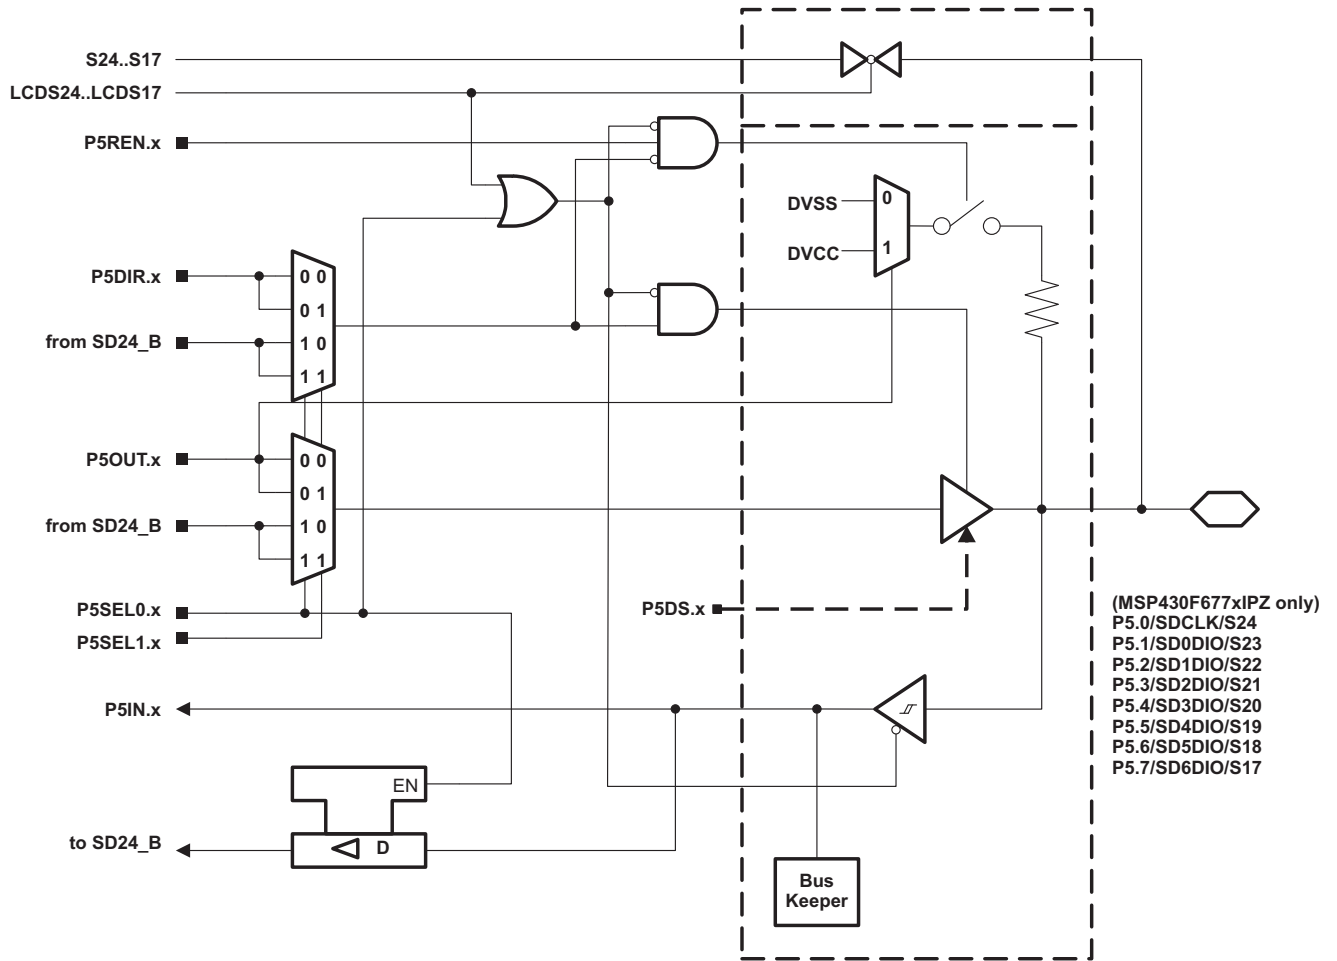 S24..S17
LCDS24..LCDS17
P5REN.x
DVSS
0
DVCC
1
P5DIR.x
0 0
0 1
from SD24_B
1 0
1 1
P5OUT.x
0 0
0 1
from SD24_B
1 0
1 1
P5SEL0.x
P5SEL1.x
P5DS.x
(MSP430F677xIPZ only)
P5.0/SDCLK/S24
P5.1/SD0DIO/S23
P5.2/SD1DIO/S22
P5.3/SD2DIO/S21
P5.4/SD3DIO/S20
P5.5/SD4DIO/S19
P5.6/SD5DIO/S18
P5.7/SD6DIO/S17
P5IN.x
EN
to SD24_B
D
Bus
Keeper